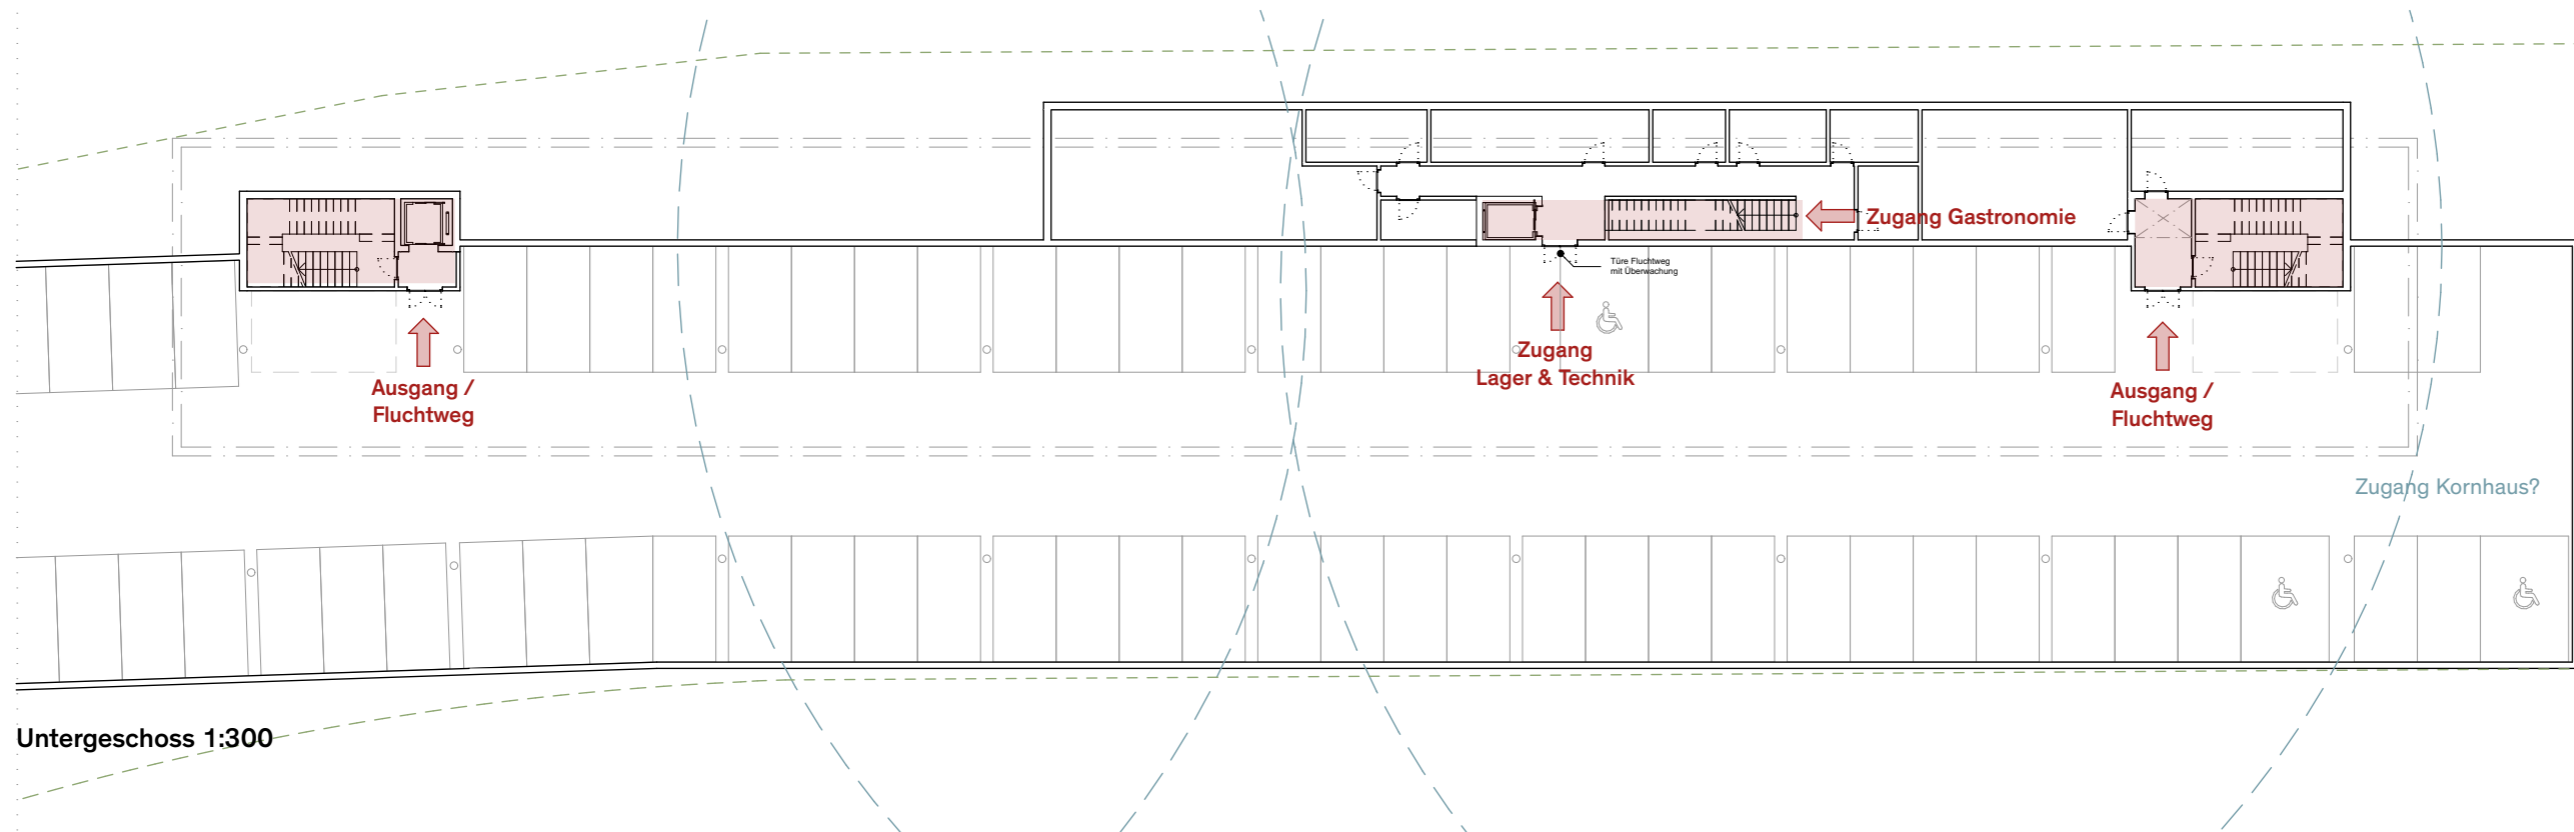 Zugang Gastronomie
Türe Fluchtweg
mit Überwachung
Zugang
Lager & Technik
Ausgang /
Fluchtweg
Ausgang /
Fluchtweg
Zugang Kornhaus?
Untergeschoss 1:300